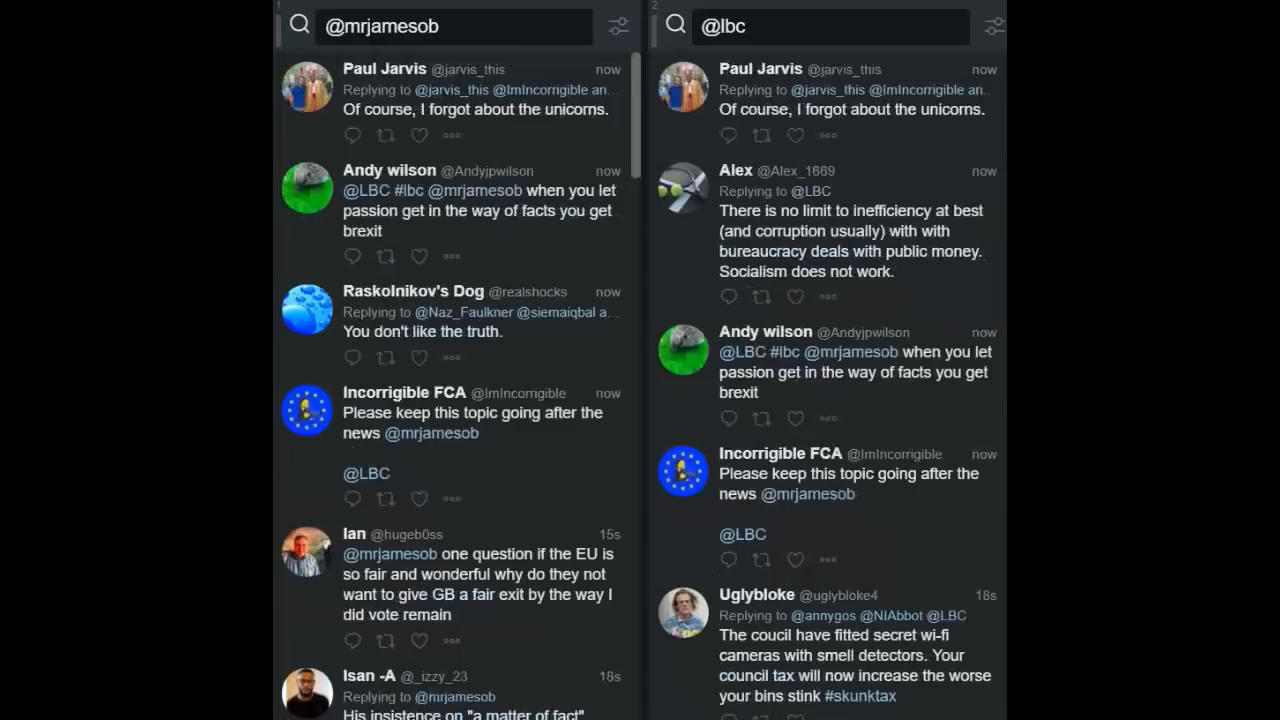 1
@mrjamesob
Paul Jarvis @jarvis_this now
Replying to @jarvis_this @ImIncorrigible an...
Of course, I forgot about the unicorns.
Andy wilson @Andyjpwilson now
@LBC #lbc @mrjamesob when you let
passion get in the way of facts you get
brexit
Raskolnikov's Dog @realshocks now
Replying to @Naz_Faulkner @siemaiqbal a...
You don't like the truth.
Incorrigible FCA @ImIncorrigible now
Please keep this topic going after the
news @mrjamesob
@LBC
Ian @hugeb0ss 15s
@mrjamesob one question if the EU is
so fair and wonderful why do they not
want to give GB a fair exit by the way I
did vote remain
Isan -A @_izzy_23 18s
Replying to @mrjamesob
His insistence on "a matter of fact"
2
@lbc
Paul Jarvis @jarvis_this now
Replying to @jarvis_this @ImIncorrigible an..
Of course, I forgot about the unicorns.
Alex @Alex_1669 now
Replying to @LBC
There is no limit to inefficiency at best
(and corruption usually) with with
bureaucracy deals with public money.
Socialism does not work.
Andy wilson @Andyjpwilson now
@LBC #lbc @mrjamesob when you let
passion get in the way of facts you get
brexit
Incorrigible FCA @ImIncorrigible now
Please keep this topic going after the
news @mrjamesob
@LBC
Uglybloke @uglybloke4 18s
Replying to @annygos @NIAbbot @LBC
The coucil have fitted secret wi-fi
cameras with smell detectors. Your
council tax will now increase the worse
your bins stink #skunktax